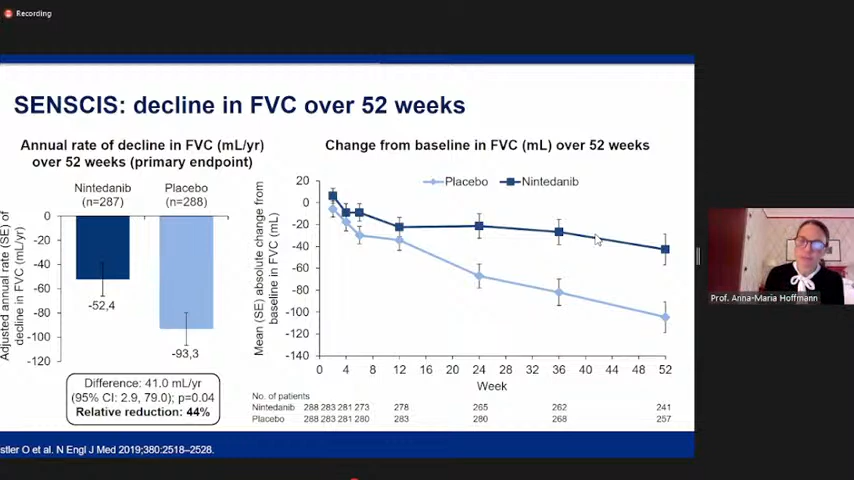 Recording
SENSCIS: decline in FVC over 52 weeks
Annual rate of decline in FVC (mL/yr)
over 52 weeks (primary endpoint)
Nintedanib
(n=287)
Placebo
(n=288)
Adjusted annual rate (SE) of
decline in FVC (mL/yr)
0
-20
-40
-60
-80
-100
-120
-52,4
-93,3
Difference: 41.0 mL/yr
(95% CI: 2.9, 79.0); p=0.04
Relative reduction: 44%
Change from baseline in FVC (mL) over 52 weeks
Placebo
Nintedanib
Mean (SE) absolute change from
baseline in FVC (mL)
20
0
-20
-40
-60
-80
-100
-120
-140
0 4 8 12 16 20 24 28 32 36 40 44 48 52
Week
No. of patients
Nintedanib 288 283 281 273 278 265 262 241
Placebo 288 283 281 280 283 280 268 257
stler O et al. N Engl J Med 2019;380:2518–2528.
Prof. Anna-Maria Hoffmann